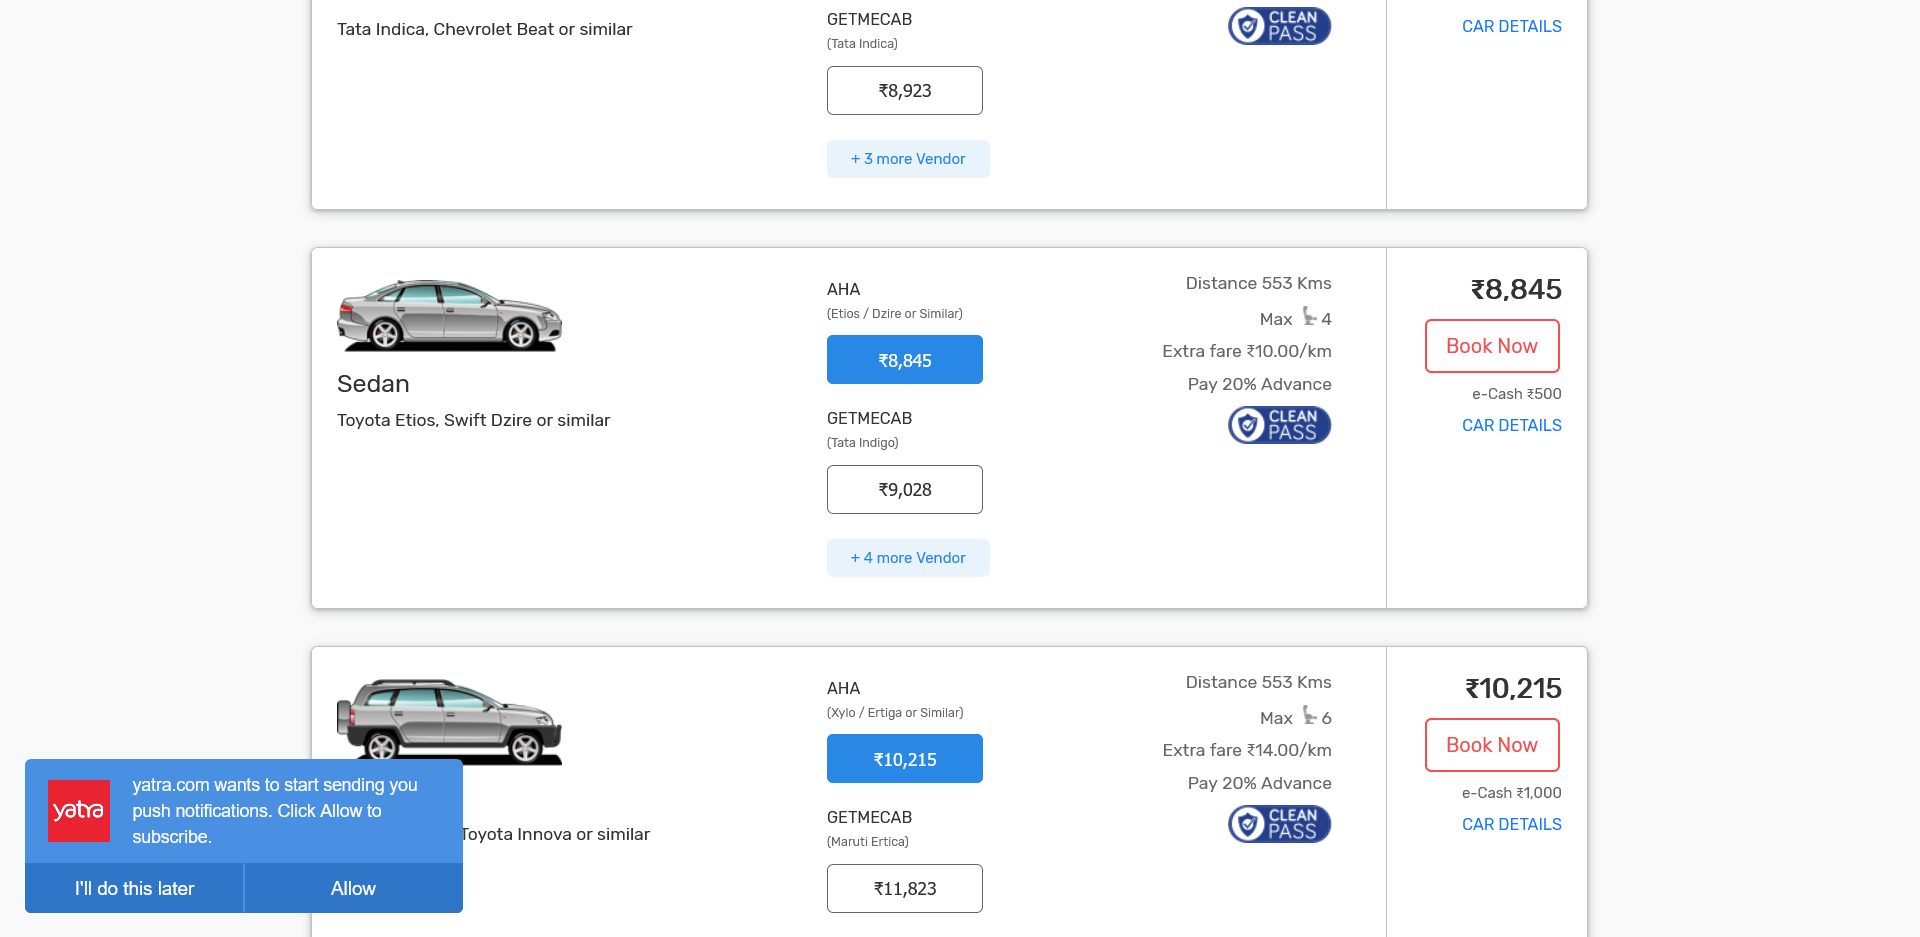 Tata Indica, Chevrolet Beat or similar
GETMECAB
(Tata Indica)
₹8,923
+ 3 more Vendor
CLEAN
PASS
CAR DETAILS
Sedan
Toyota Etios, Swift Dzire or similar
AHA
(Etios / Dzire or Similar)
₹8,845
GETMECAB
(Tata Indigo)
₹9,028
+ 4 more Vendor
Distance 553 Kms
Max 4
Extra fare ₹10.00/km
Pay 20% Advance
CLEAN
PASS
₹8,845
Book Now
e-Cash ₹500
CAR DETAILS
Toyota Innova or similar
AHA
(Xylo / Ertiga or Similar)
₹10,215
GETMECAB
(Maruti Ertica)
₹11,823
Distance 553 Kms
Max 6
Extra fare ₹14.00/km
Pay 20% Advance
CLEAN
PASS
₹10,215
Book Now
e-Cash ₹1,000
CAR DETAILS
yatra
yatra.com wants to start sending you
push notifications. Click Allow to
subscribe.
I'll do this later
Allow